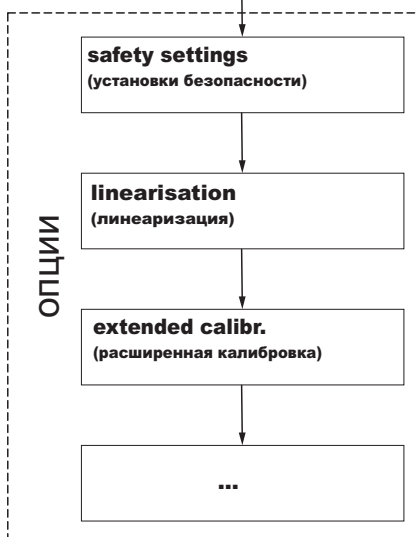 safety settings
(установки безопасности)
linearisation
(линеаризация)
ОПЦИИ
extended calibr.
(расширенная калибровка)
...